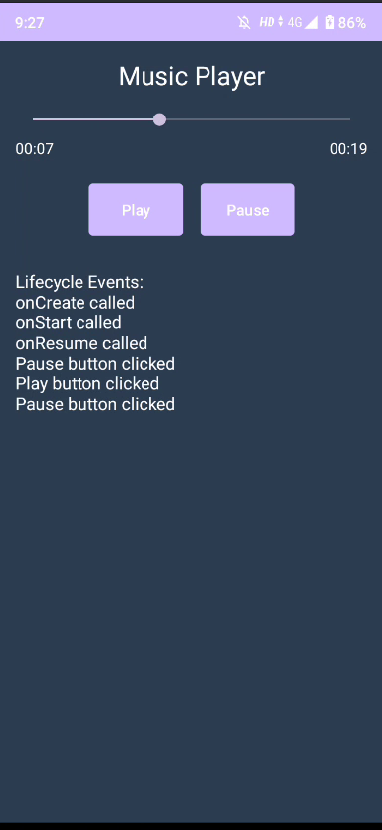 9:27 HD 4G 86%
Music Player
00:07 00:19
Play Pause
Lifecycle Events:
onCreate called
onStart called
onResume called
Pause button clicked
Play button clicked
Pause button clicked